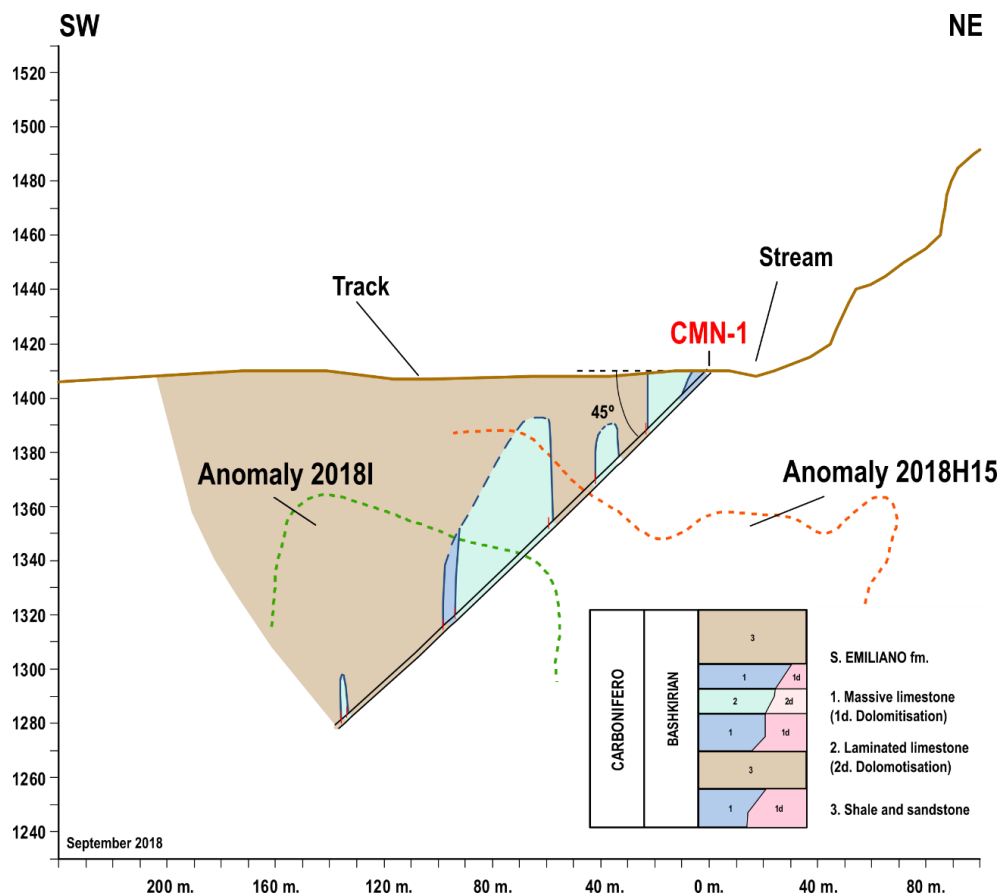 SW
NE
1520
1500
1480
1460
1440
1420
1400
1380
1360
1340
1320
1300
1280
1260
1240
Track
Stream
CMN-1
45º
Anomaly 2018I
Anomaly 2018H15
CARBONIFERO
BASHKIRIAN
3
1
1d
2
2d
1
1d
3
1
1d
S. EMILIANO fm.
1. Massive limestone
(1d. Dolomitisation)
2. Laminated limestone
(2d. Dolomotisation)
3. Shale and sandstone
September 2018
200 m.
160 m.
120 m.
80 m.
40 m.
0 m.
40 m.
80 m.